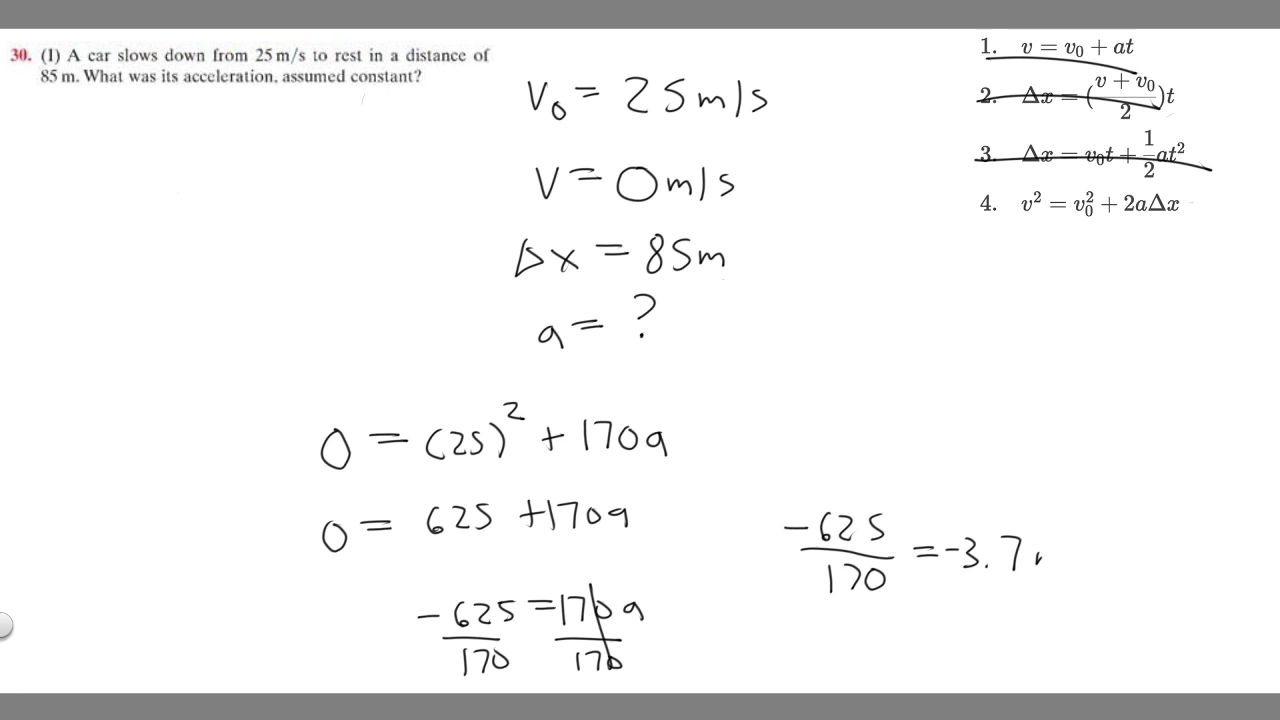 30. (I) A car slows down from 25 m/s to rest in a distance of
85 m. What was its acceleration, assumed constant?
1. v = v₀ + at
2. Δx = (v + v₀ / 2)t
3. Δx = v₀t + 1/2 at²
4. v² = v₀² + 2aΔx
V₀ = 25m/s
V = 0m/s
Δx = 85m
a = ?
0 = (25)² + 170a
0 = 625 + 170a
-625/170 = 170a/170
-625/170 = -3.7